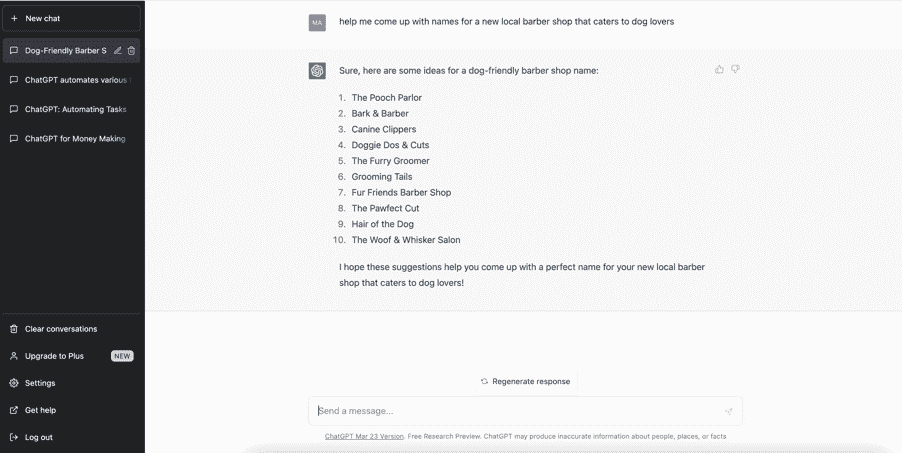 New chat
Dog-Friendly Barber S
ChatGPT automates various
ChatGPT: Automating Tasks
ChatGPT for Money Making
Clear conversations
Upgrade to Plus NEW
Settings
Get help
Log out
MA help me come up with names for a new local barber shop that caters to dog lovers
Sure, here are some ideas for a dog-friendly barber shop name:
1. The Pooch Parlor
2. Bark & Barber
3. Canine Clippers
4. Doggie Dos & Cuts
5. The Furry Groomer
6. Grooming Tails
7. Fur Friends Barber Shop
8. The Pawfect Cut
9. Hair of the Dog
10. The Woof & Whisker Salon
I hope these suggestions help you come up with a perfect name for your new local barber
shop that caters to dog lovers!
Regenerate response
Send a message...
ChatGPT Mar 23 Version. Free Research Preview. ChatGPT may produce inaccurate information about people, places, or facts